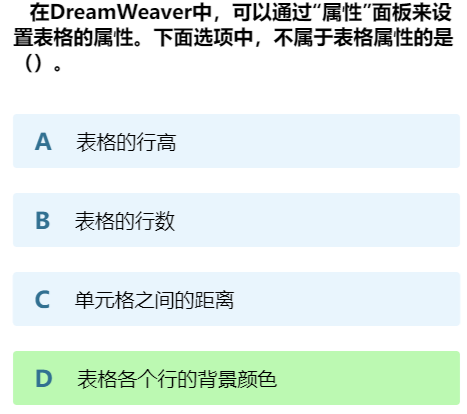 在DreamWeaver中，可以通过“属性”面板来设
置表格的属性。下面选项中，不属于表格属性的是
（）。
A 表格的行高
B 表格的行数
C 单元格之间的距离
D 表格各个行的背景颜色